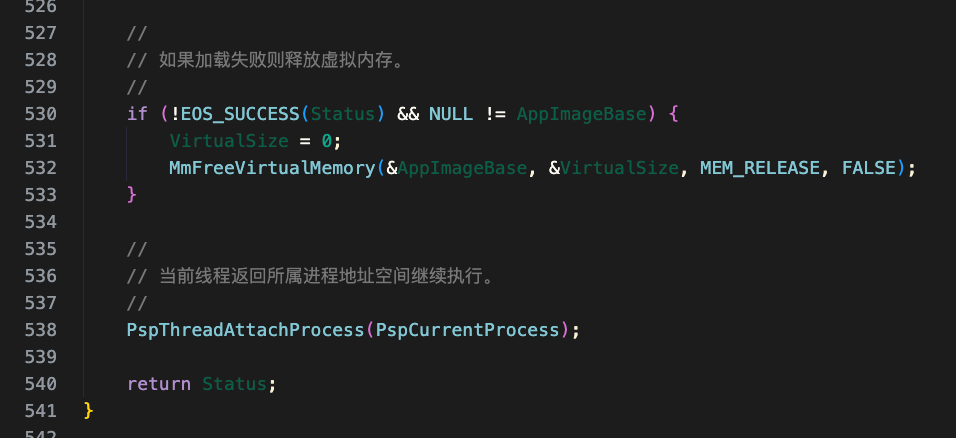 526
527 //
528 // 如果加载失败则释放虚拟内存。
529 //
530 if (!EOS_SUCCESS(Status) && NULL != AppImageBase) {
531 VirtualSize = 0;
532 MmFreeVirtualMemory(&AppImageBase, &VirtualSize, MEM_RELEASE, FALSE);
533 }
534
535 //
536 // 当前线程返回所属进程地址空间继续执行。
537 //
538 PspThreadAttachProcess(PspCurrentProcess);
539
540 return Status;
541 }
542